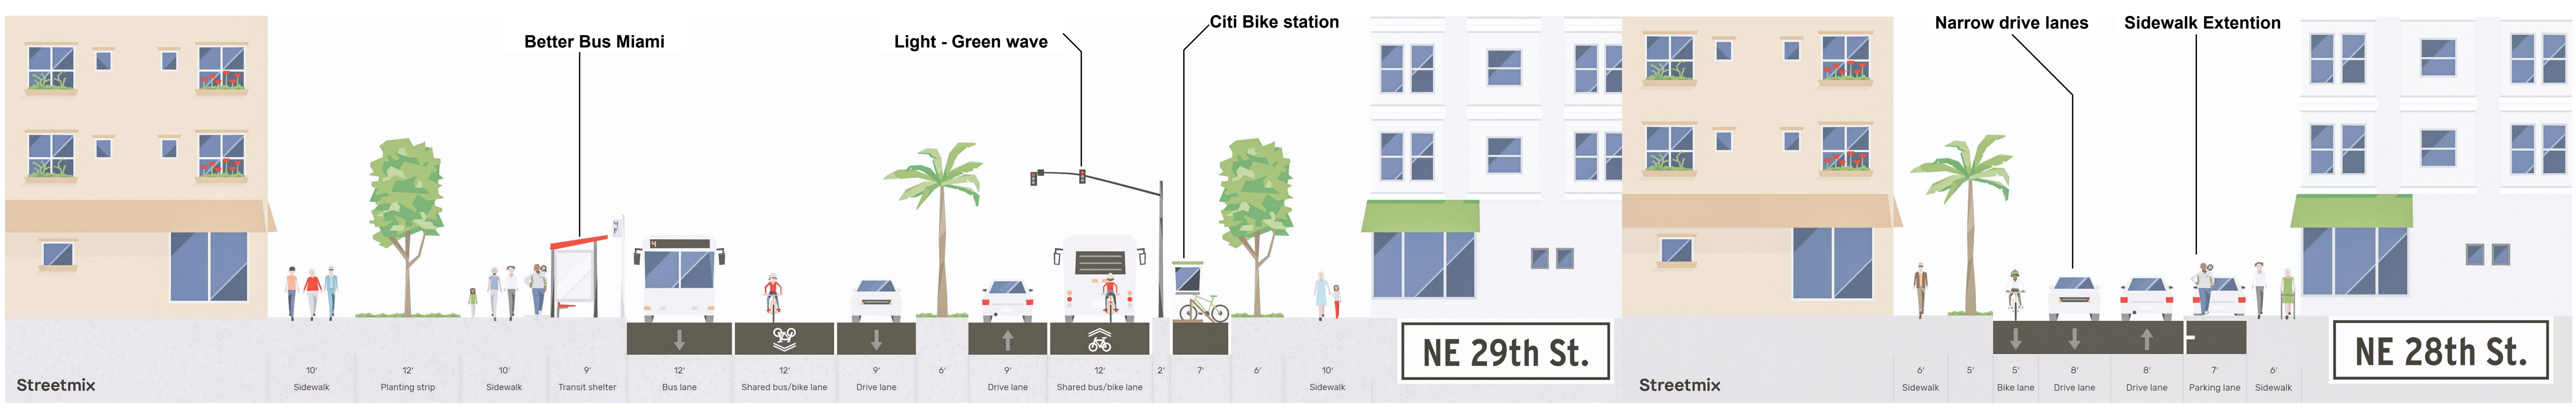 Better Bus Miami
Light - Green wave
Citi Bike station
4
4
10' 12' 10' 9' 12' 12' 9' 6' 9' 12' 2' 7' 6' 10'
Sidewalk Planting strip Sidewalk Transit shelter Bus lane Shared bus/bike lane Drive lane Drive lane Shared bus/bike lane Sidewalk
Streetmix
NE 29th St.
Narrow drive lanes
Sidewalk Extention
6' 5' 5' 8' 8' 7' 6'
Sidewalk Bike lane Drive lane Drive lane Parking lane Sidewalk
Streetmix
NE 28th St.